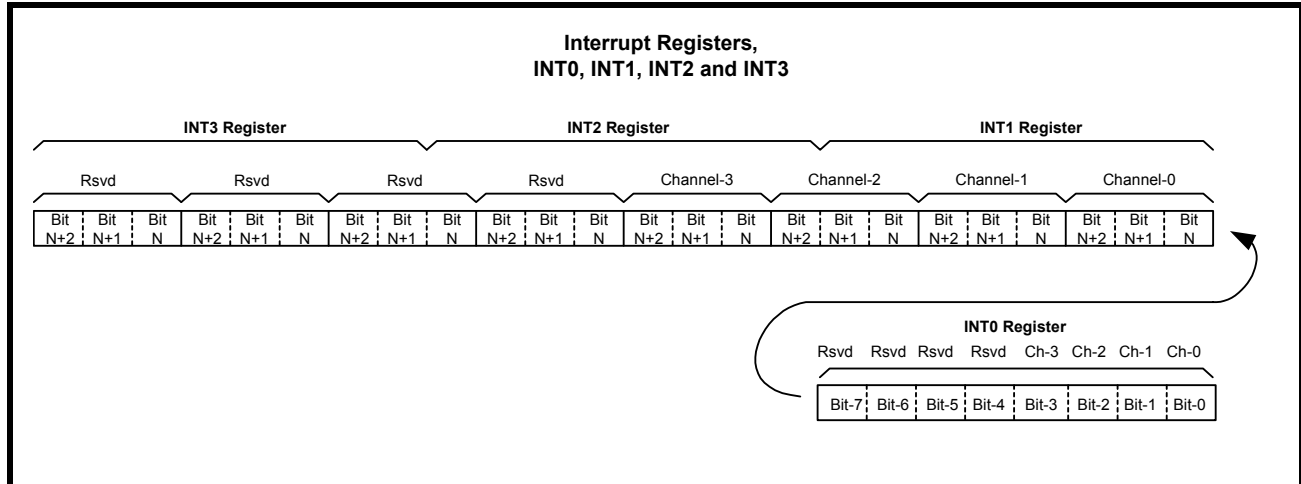 Interrupt Registers,
INT0, INT1, INT2 and INT3
INT3 Register INT2 Register INT1 Register
Rsvd Rsvd Rsvd Rsvd Channel-3 Channel-2 Channel-1 Channel-0
Bit Bit Bit Bit Bit Bit Bit Bit Bit Bit Bit Bit Bit Bit Bit Bit Bit Bit Bit Bit Bit Bit Bit Bit
N+2 N+1 N N+2 N+1 N N+2 N+1 N N+2 N+1 N N+2 N+1 N N+2 N+1 N N+2 N+1 N N+2 N+1 N
INT0 Register
Rsvd Rsvd Rsvd Rsvd Ch-3 Ch-2 Ch-1 Ch-0
Bit-7 Bit-6 Bit-5 Bit-4 Bit-3 Bit-2 Bit-1 Bit-0